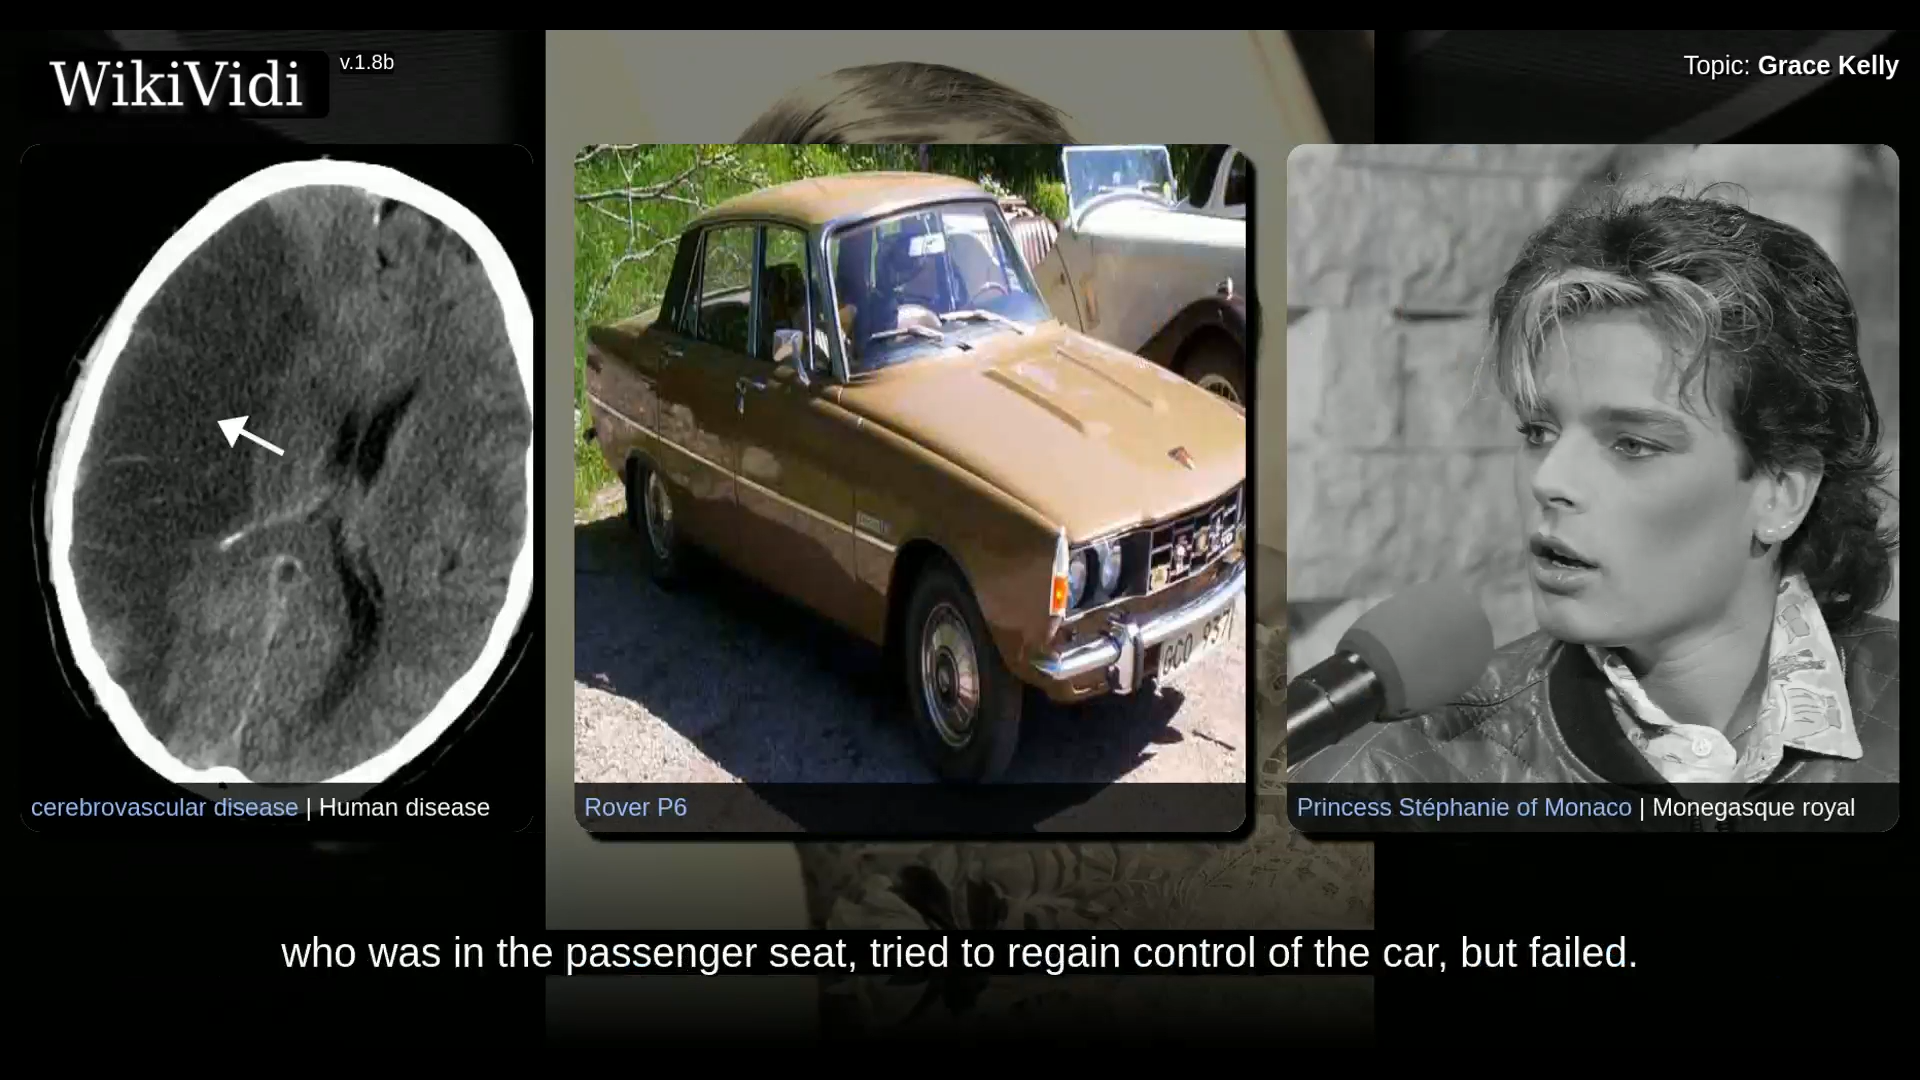 WikiVidi
v.1.8b
Topic: Grace Kelly
cerebrovascular disease | Human disease
Rover P6
Princess Stéphanie of Monaco | Monegasque royal
who was in the passenger seat, tried to regain control of the car, but failed.